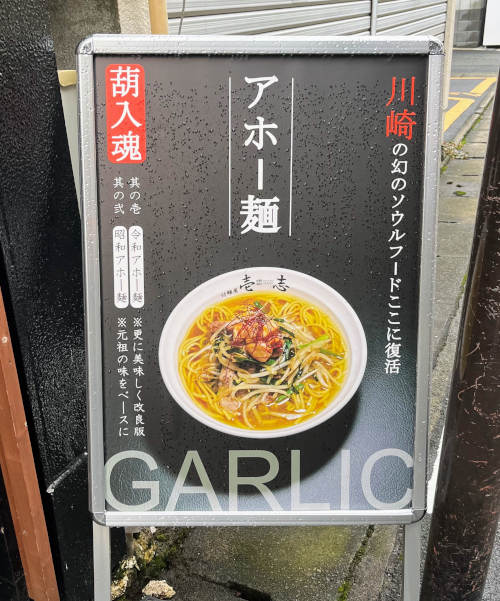 川崎の幻のソウルフードここに復活
アホー麺
葫入魂
其の壱 令和アホー麺 ※更に美味しく改良版
其の弐 昭和アホー麺 ※元祖の味をベースに
壱志
GARLIC